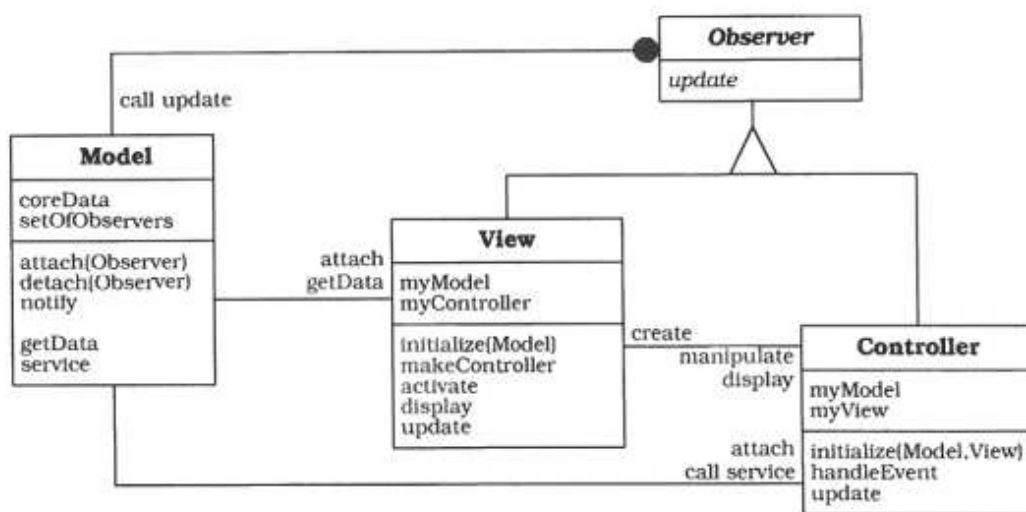 Observer
update
call update
Model
coreData
setOfObservers
attach(Observer)
detach(Observer)
notify
getData
service
attach
getData
View
myModel
myController
initialize(Model)
makeController
activate
display
update
create
manipulate
display
Controller
myModel
myView
initialize(Model,View)
handleEvent
update
attach
call service